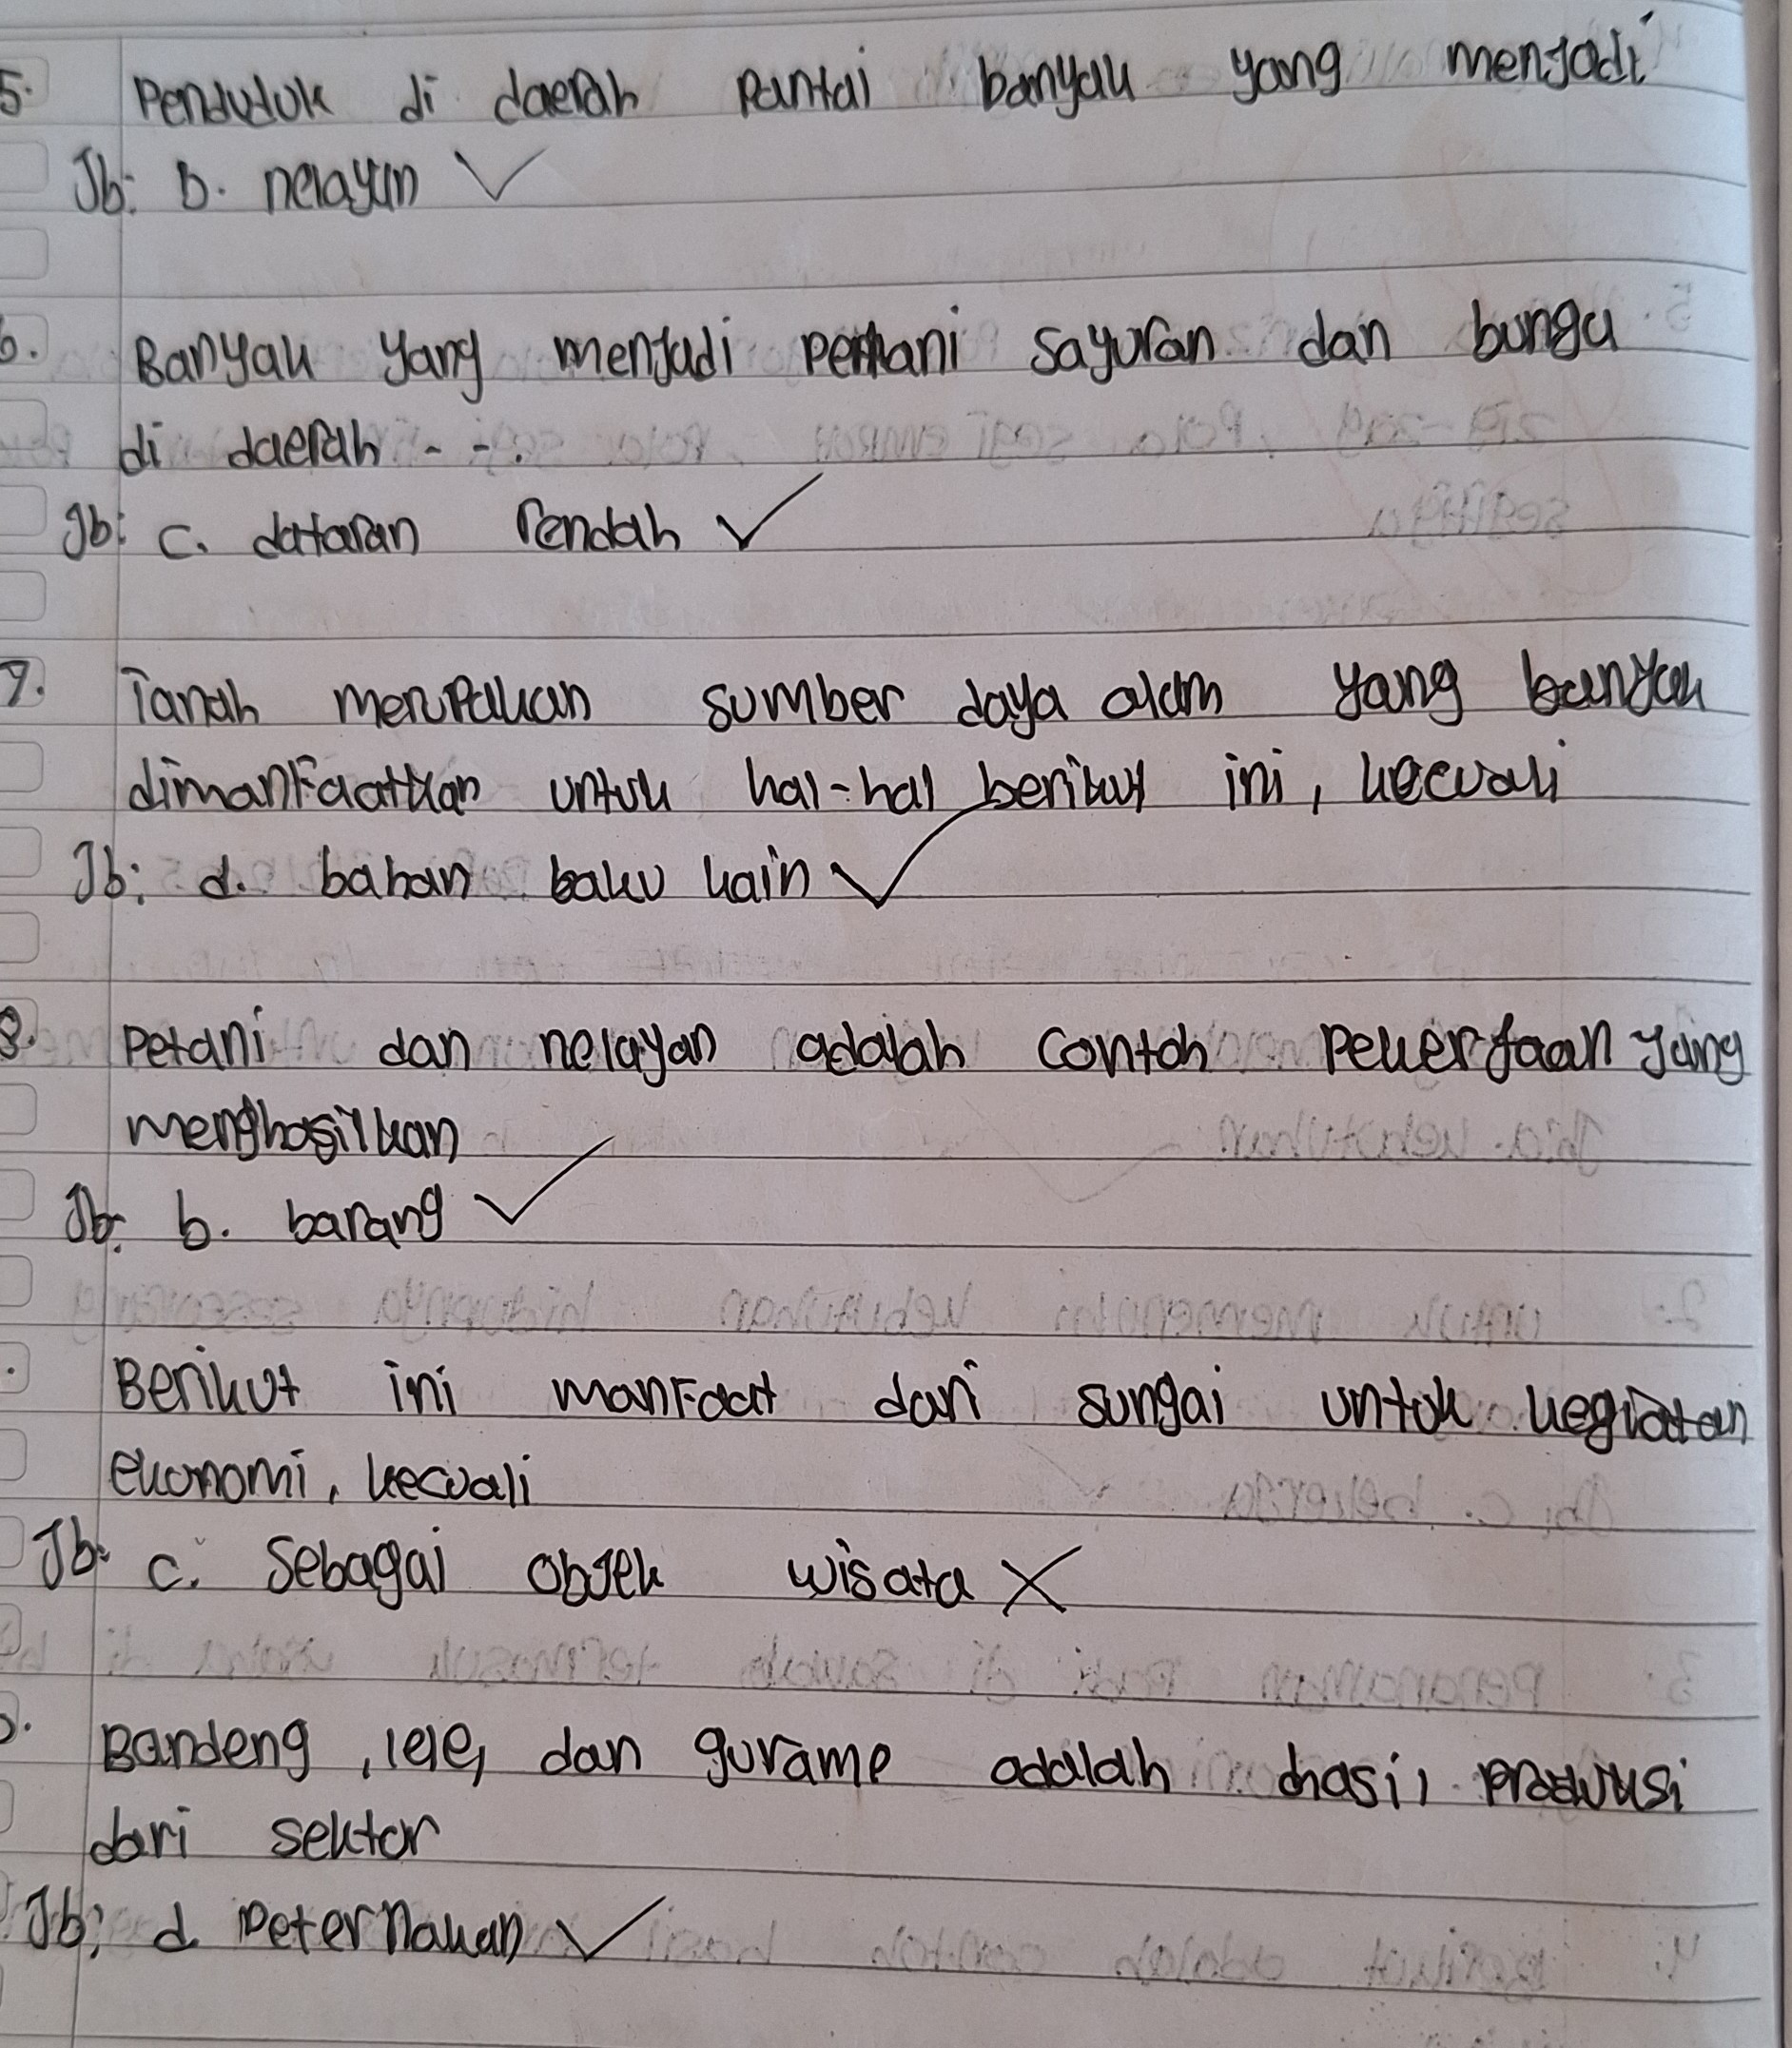 5. Penduduk di daerah Pantai banyak yang menjadi
Jb: b. nelayan
6. Banyak yang menjadi petani sayuran dan bunga
di daerah - - .
Jb: c. dataran rendah
7. Tanah merupakan sumber daya alam yang banyak
dimanfaatkan untuk hal-hal berikut ini, kecuali
Jb: d. bahan baku kain
8. Petani dan nelayan adalah contoh Pekerjaan yang
menghasilkan
Jb: b. barang
. Berikut ini manfaat dari sungai untuk kegiatan
ekonomi, kecuali
Jb: c. Sebagai objek wisata
0. Bandeng, lele, dan gurame adalah hasil produksi
dari sektor
Jb: d. Peternakan